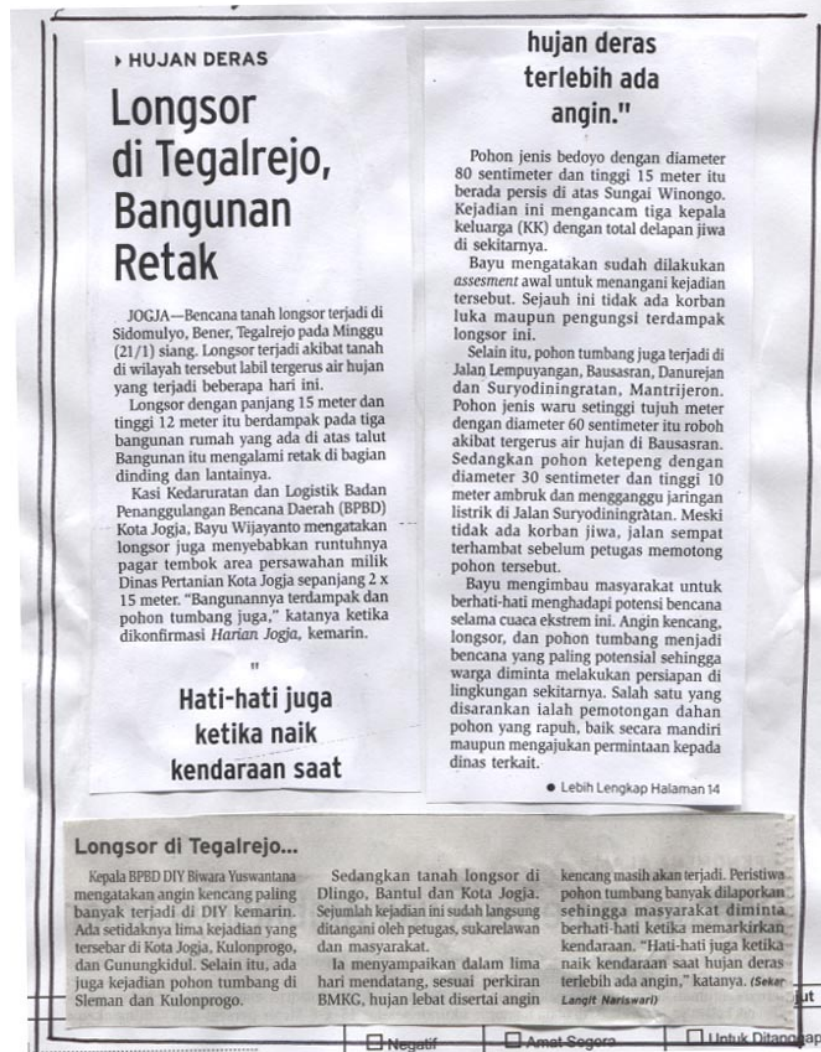 HUJAN DERAS
Longsor
di Tegalrejo,
Bangunan
Retak
JOGJA—Bencana tanah longsor terjadi di
Sidomulyo, Bener, Tegalrejo pada Minggu
(21/1) siang. Longsor terjadi akibat tanah
di wilayah tersebut labil tergerus air hujan
yang terjadi beberapa hari ini.
Longsor dengan panjang 15 meter dan
tinggi 12 meter itu berdampak pada tiga
bangunan rumah yang ada di atas talut
Bangunan itu mengalami retak di bagian
dinding dan lantainya.
Kasi Kedaruratan dan Logistik Badan
Penanggulangan Bencana Daerah (BPBD)
Kota Jogja, Bayu Wijayanto mengatakan
longsor juga menyebabkan runtuhnya
pagar tembok area persawahan milik
Dinas Pertanian Kota Jogja sepanjang 2 x
15 meter. “Bangunannya terdampak dan
pohon tumbang juga,” katanya ketika
dikonfirmasi Harian Jogja, kemarin.
"
Hati-hati juga
ketika naik
kendaraan saat
hujan deras
terlebih ada
angin."
Pohon jenis bedoyo dengan diameter
80 sentimeter dan tinggi 15 meter itu
berada persis di atas Sungai Winongo.
Kejadian ini mengancam tiga kepala
keluarga (KK) dengan total delapan jiwa
di sekitarnya.
Bayu mengatakan sudah dilakukan
assesment awal untuk menangani kejadian
tersebut. Sejauh ini tidak ada korban
luka maupun pengungsi terdampak
longsor ini.
Selain itu, pohon tumbang juga terjadi di
Jalan Lempuyangan, Bausasran, Danurejan
dan Suryodiningratan, Mantrijeron.
Pohon jenis waru setinggi tujuh meter
dengan diameter 60 sentimeter itu roboh
akibat tergerus air hujan di Bausasran.
Sedangkan pohon ketepeng dengan
diameter 30 sentimeter dan tinggi 10
meter ambruk dan mengganggu jaringan
listrik di Jalan Suryodiningratan. Meski
tidak ada korban jiwa, jalan sempat
terhambat sebelum petugas memotong
pohon tersebut.
Bayu mengimbau masyarakat untuk
berhati-hati menghadapi potensi bencana
selama cuaca ekstrem ini. Angin kencang,
longsor, dan pohon tumbang menjadi
bencana yang paling potensial sehingga
warga diminta melakukan persiapan di
lingkungan sekitarnya. Salah satu yang
disarankan ialah pemotongan dahan
pohon yang rapuh, baik secara mandiri
maupun mengajukan permintaan kepada
dinas terkait.
● Lebih Lengkap Halaman 14
Longsor di Tegalrejo...
Kepala BPBD DIY Biwara Yuswantana
mengatakan angin kencang paling
banyak terjadi di DIY kemarin.
Ada setidaknya lima kejadian yang
tersebar di Kota Jogja, Kulonprogo,
dan Gunungkidul. Selain itu, ada
juga kejadian pohon tumbang di
Sleman dan Kulonprogo.
Sedangkan tanah longsor di
Dlingo, Bantul dan Kota Jogja.
Sejumlah kejadian ini sudah langsung
ditangani oleh petugas, sukarelawan
dan masyarakat.
Ia menyampaikan dalam lima
hari mendatang, sesuai perkiran
BMKG, hujan lebat disertai angin
kencang masih akan terjadi. Peristiwa
pohon tumbang banyak dilaporkan
sehingga masyarakat diminta
berhati-hati ketika memarkirkan
kendaraan. “Hati-hati juga ketika
naik kendaraan saat hujan deras
terlebih ada angin,” katanya. (Sekar
Langit Nariswari)
Negatif
Amat Segera
Untuk Ditanggap